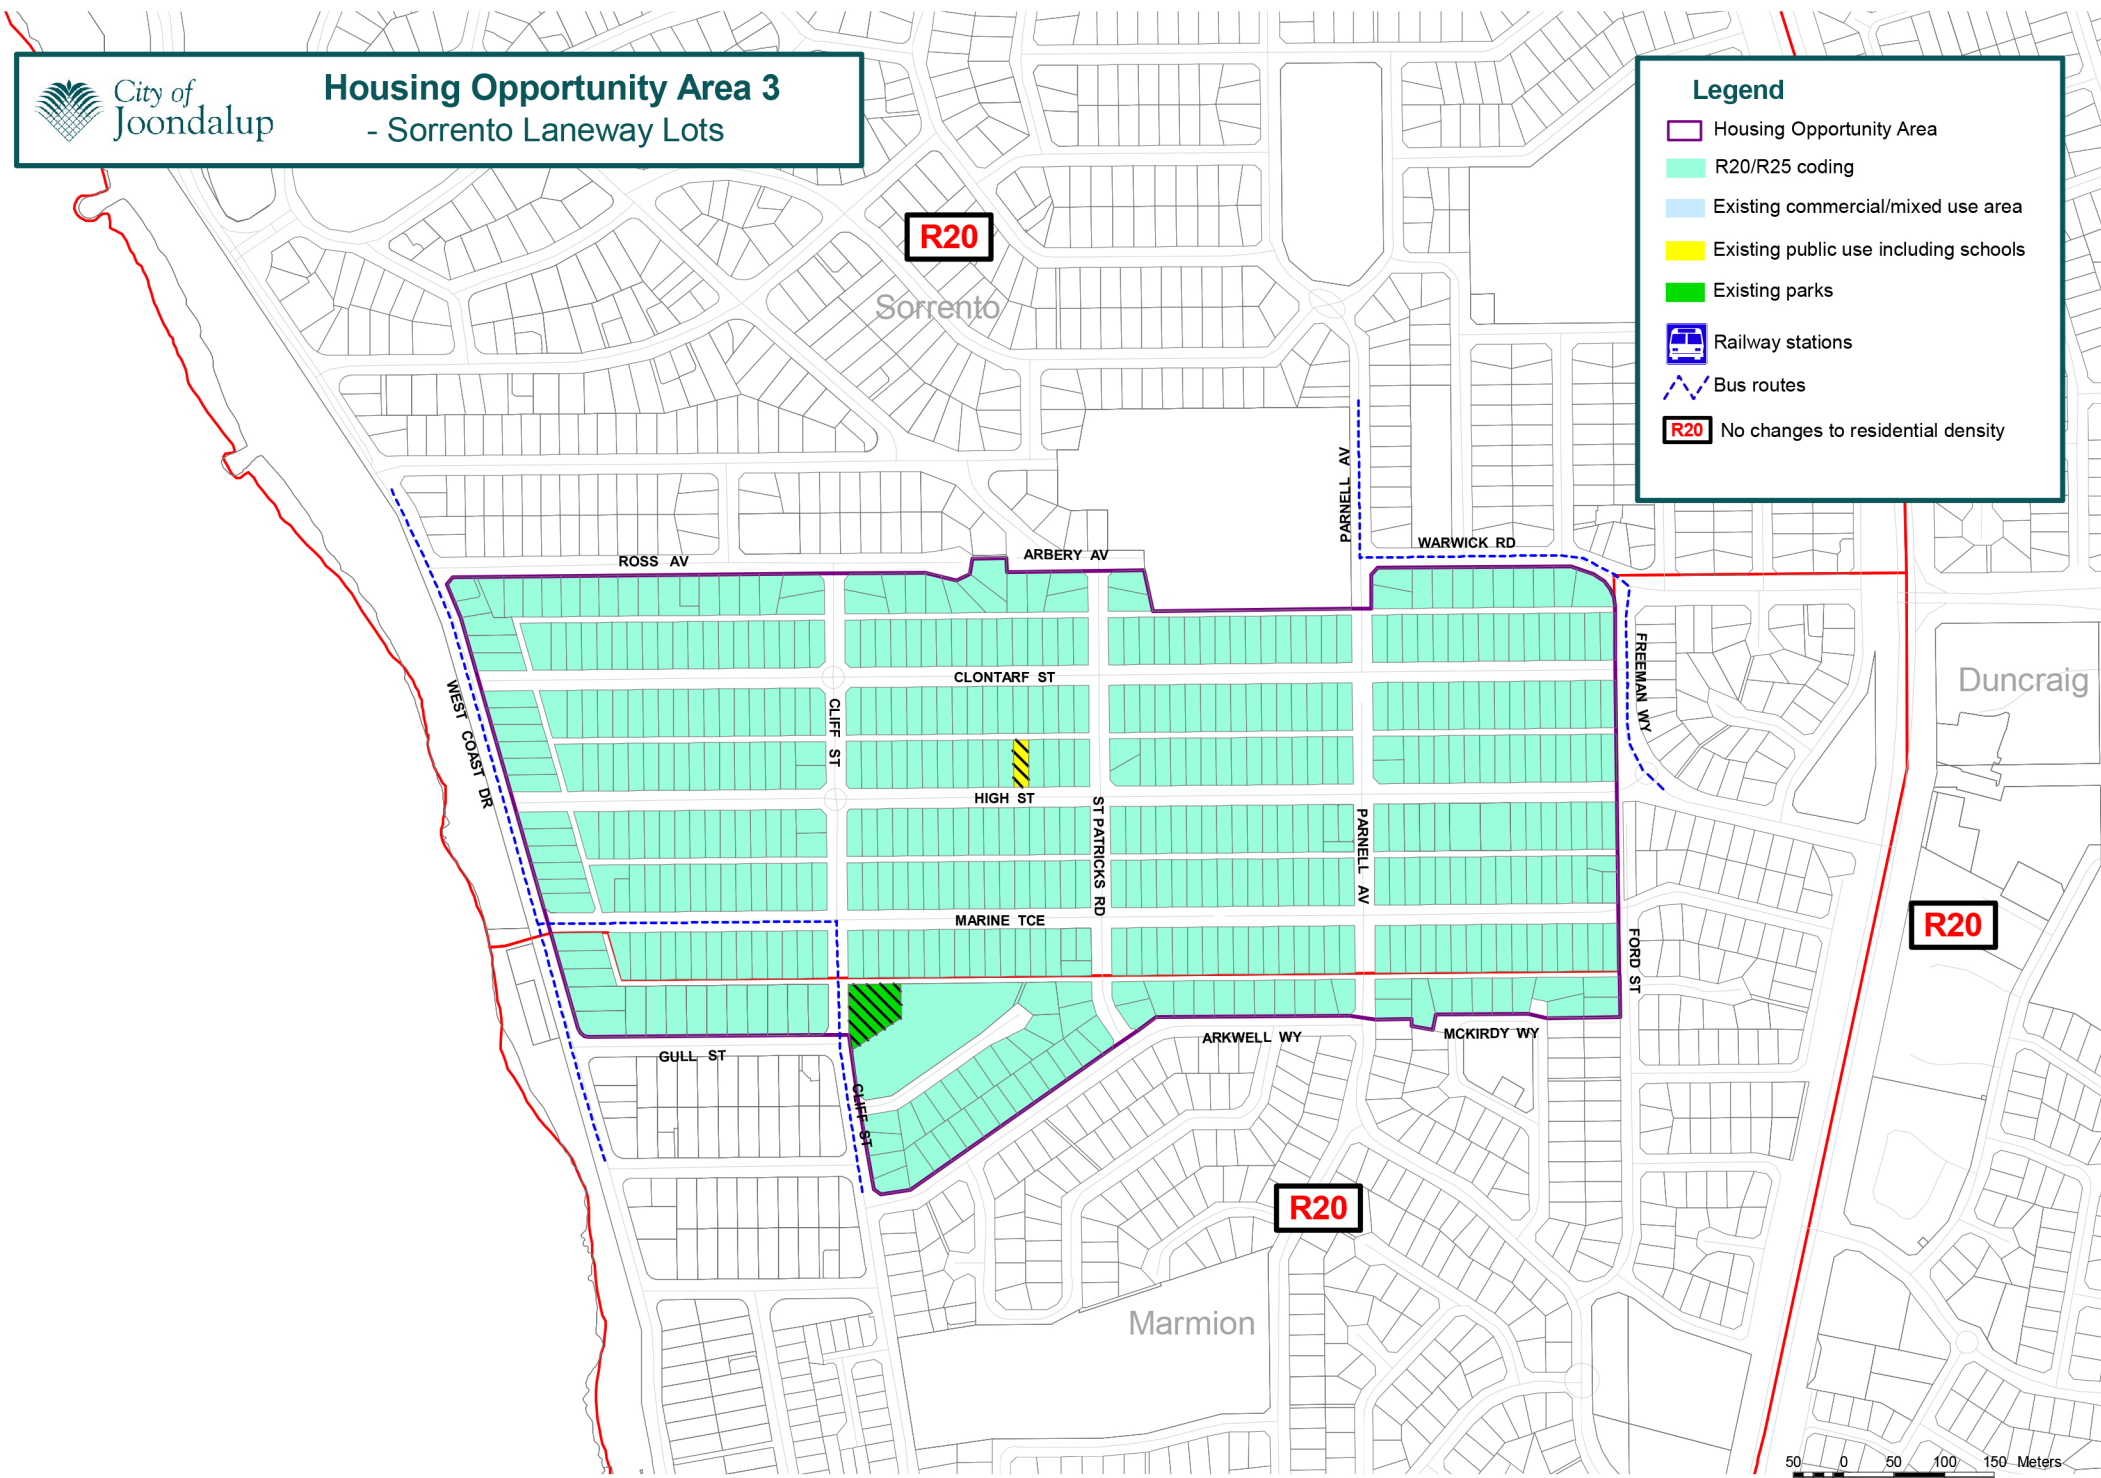 City of
Joondalup
Housing Opportunity Area 3
- Sorrento Laneway Lots
Legend
Housing Opportunity Area
R20/R25 coding
Existing commercial/mixed use area
Existing public use including schools
Existing parks
Railway stations
Bus routes
R20 No changes to residential density
R20
Sorrento
PARNELL AV
WARWICK RD
ARBERY AV
ROSS AV
FREEMAN WY
Duncraig
CLONTARF ST
WEST COAST DR
CLIFF ST
HIGH ST
ST PATRICKS RD
PARNELL AV
MARINE TCE
R20
FORD ST
ARKWELL WY
MCKIRDY WY
GULL ST
CLIFF ST
R20
Marmion
50 0 50 100 150 Meters